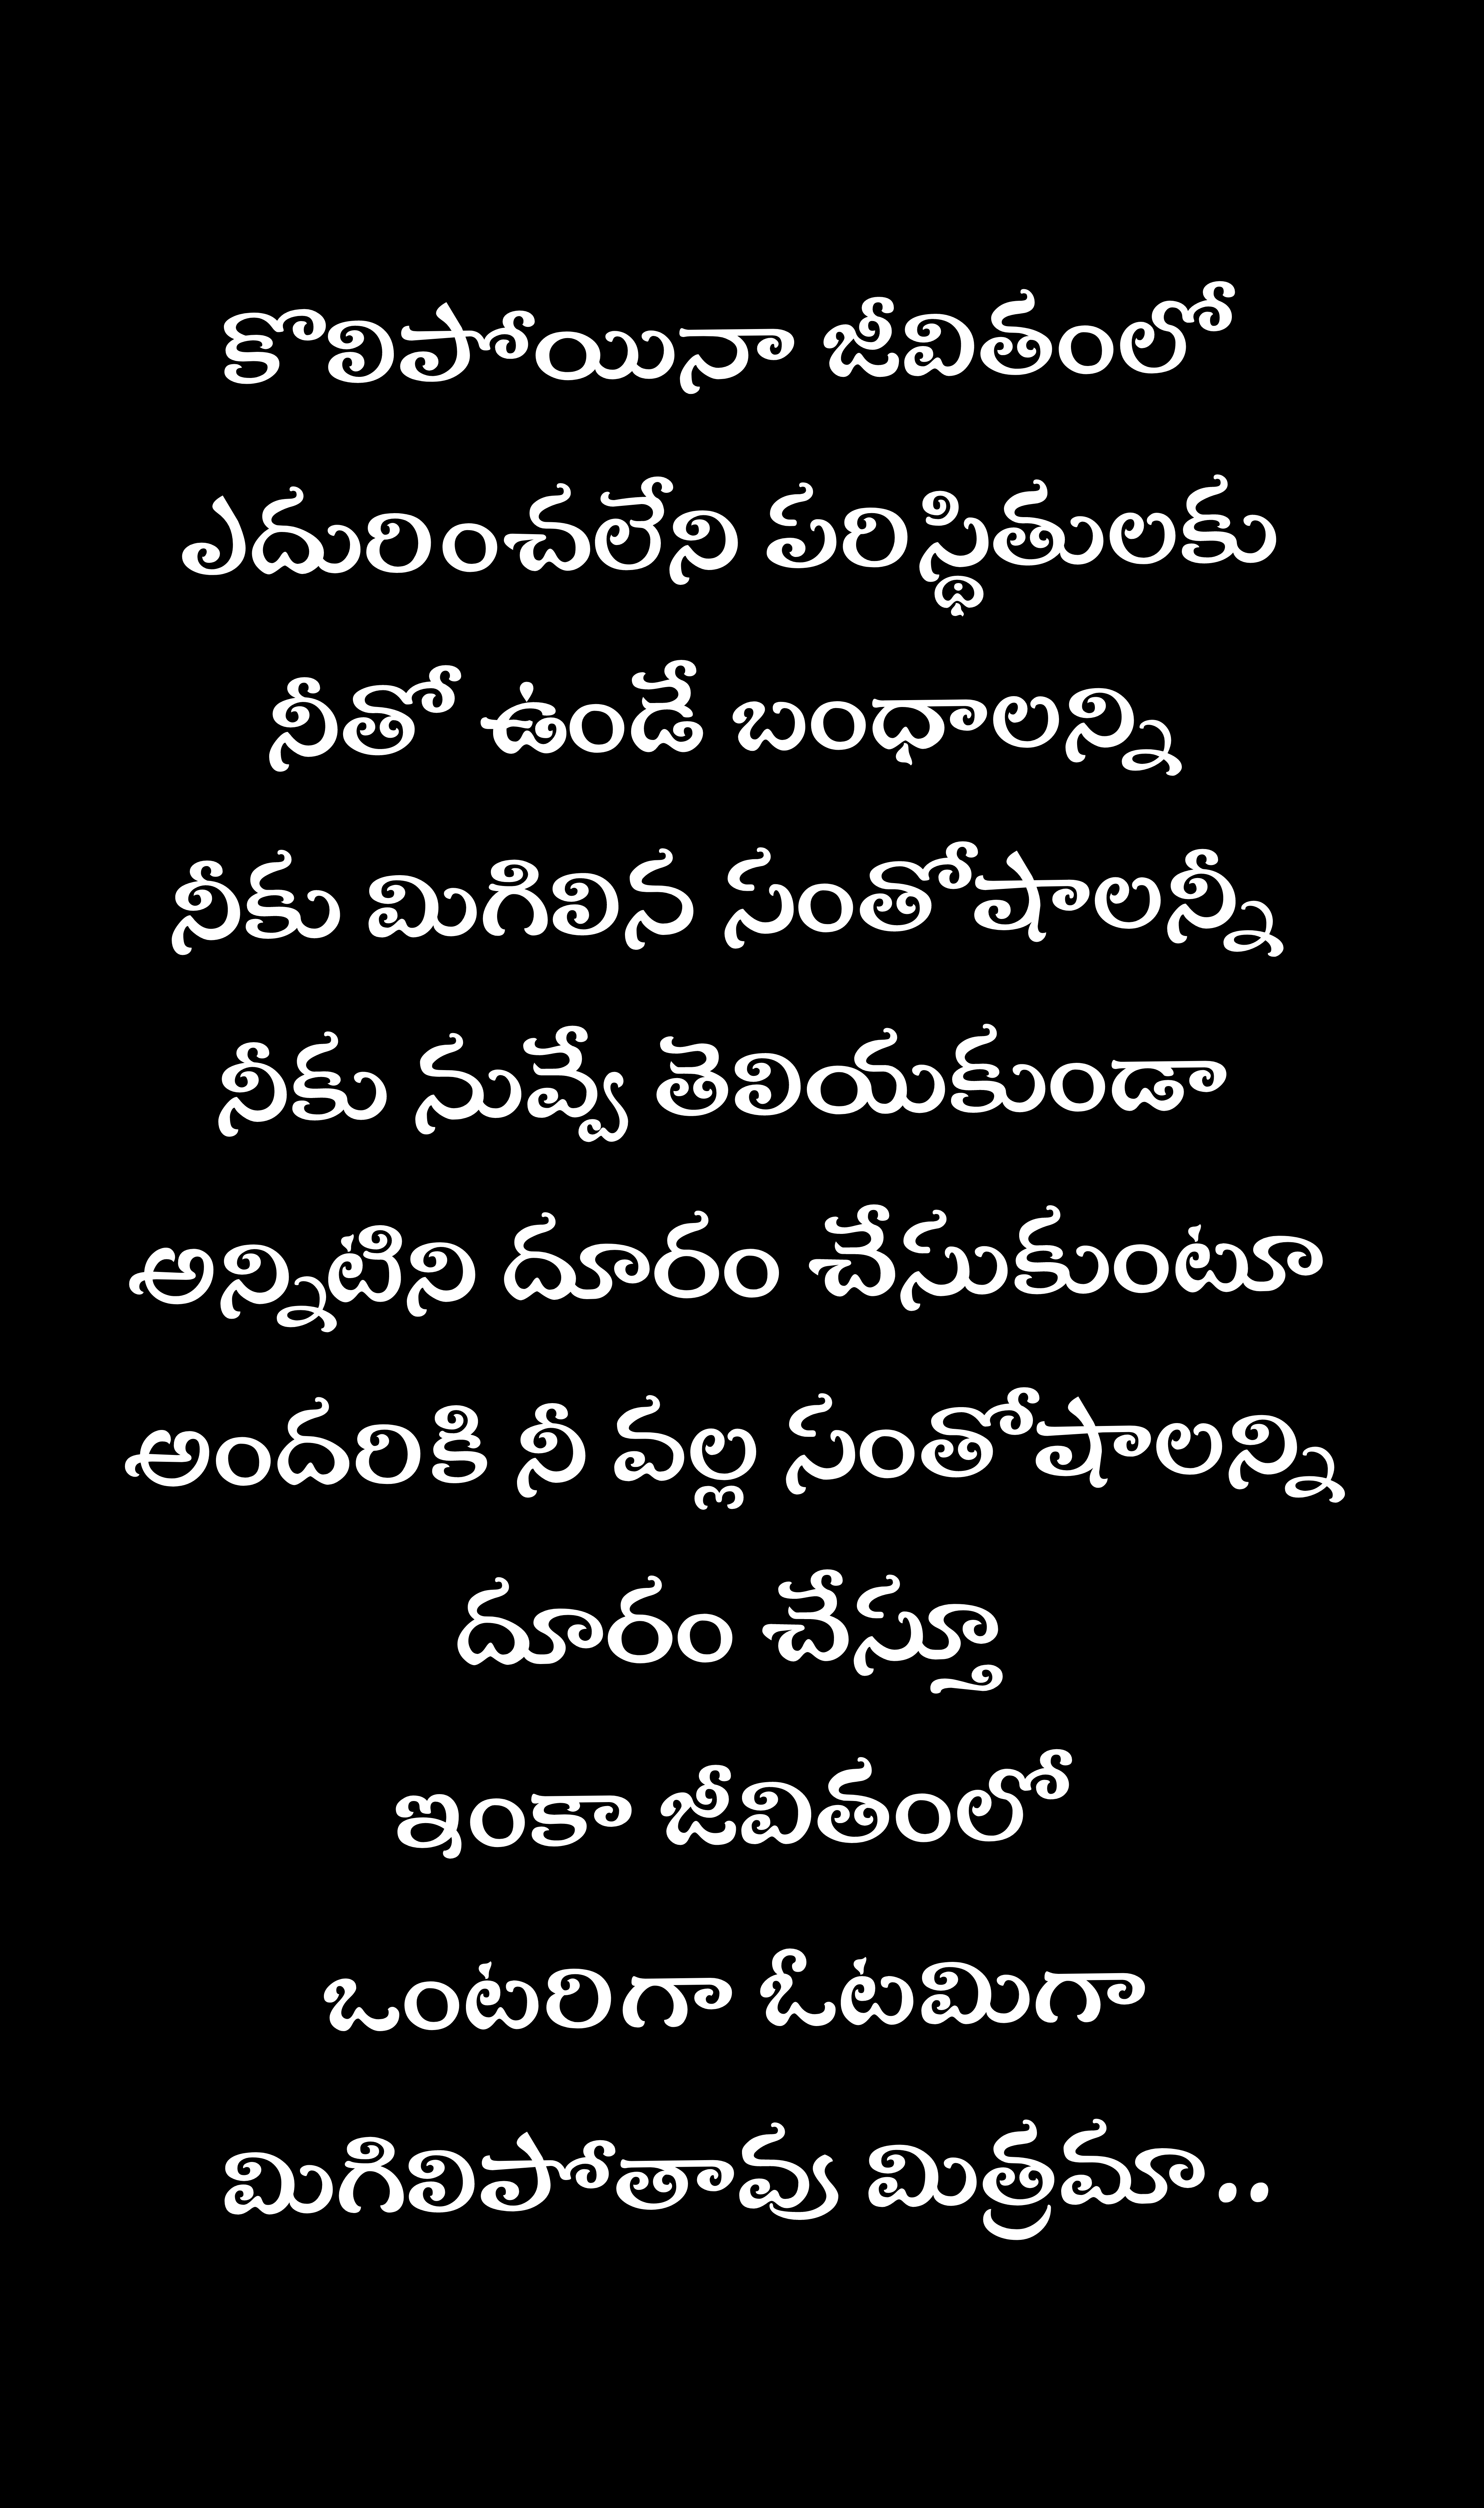 కొలిపోయివా జీవితంలో
ఎదురించలేని పరిస్థితులకు
నీతో ఉండే బంధాలని
నీకు మిగిలిన సంతోషాలన్నీ
నీకు నువ్వే తెలియకుండా
అన్నిటిని దూరం చేసుకుంటూ
అందరికీ నీ వల్ల సంతోషాలని
దూరం చేస్తూ
ఇంకా జీవితంలో
ఒంటరిగా ఓటమిగా
మిగిలిపోతావు మిత్రమా..